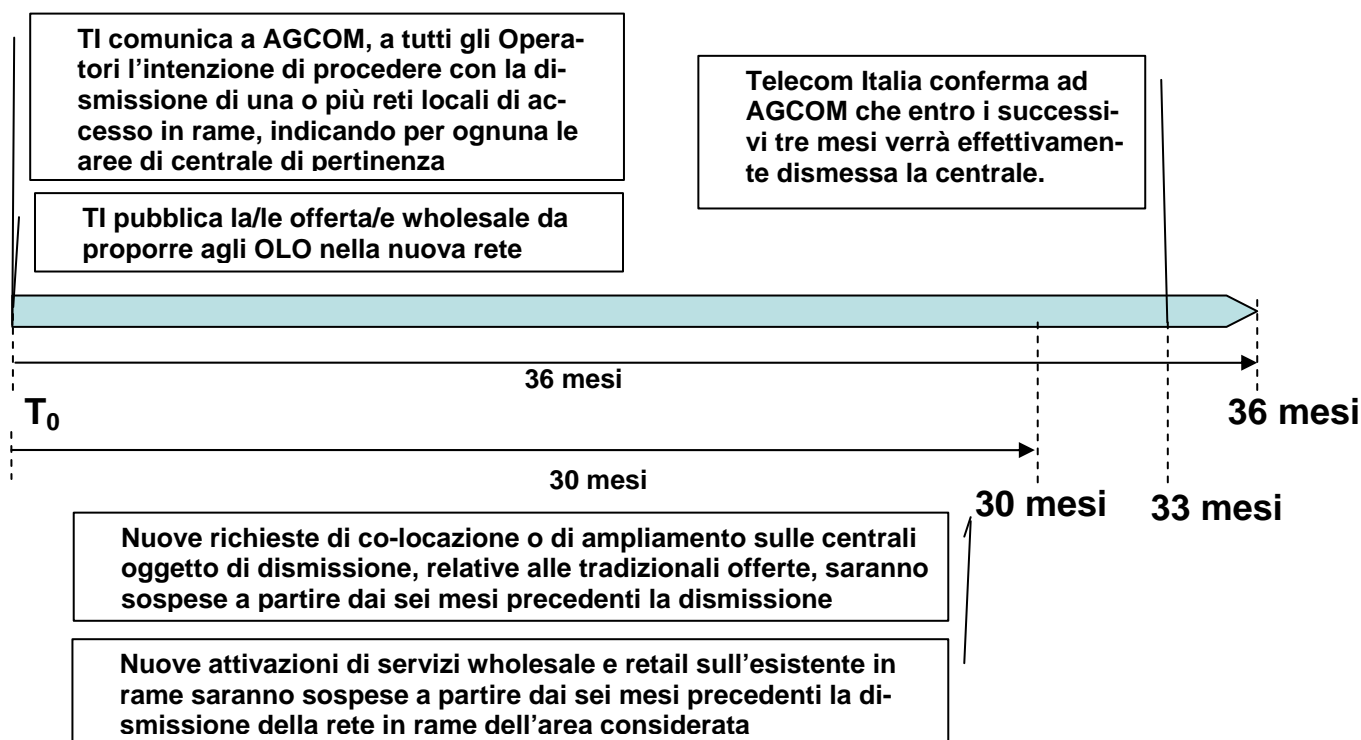 TI comunica a AGCOM, a tutti gli Opera-
tori l'intenzione di procedere con la di-
smissione di una o più reti locali di ac-
cesso in rame, indicando per ognuna le
aree di centrale di pertinenza
TI pubblica la/le offerta/e wholesale da
proporre agli OLO nella nuova rete
Telecom Italia conferma ad
AGCOM che entro i successi-
vi tre mesi verrà effettivamen-
te dismessa la centrale.
36 mesi
T₀
36 mesi
30 mesi
30 mesi
33 mesi
Nuove richieste di co-locazione o di ampliamento sulle centrali
oggetto di dismissione, relative alle tradizionali offerte, saranno
sospese a partire dai sei mesi precedenti la dismissione
Nuove attivazioni di servizi wholesale e retail sull'esistente in
rame saranno sospese a partire dai sei mesi precedenti la di-
smissione della rete in rame dell'area considerata